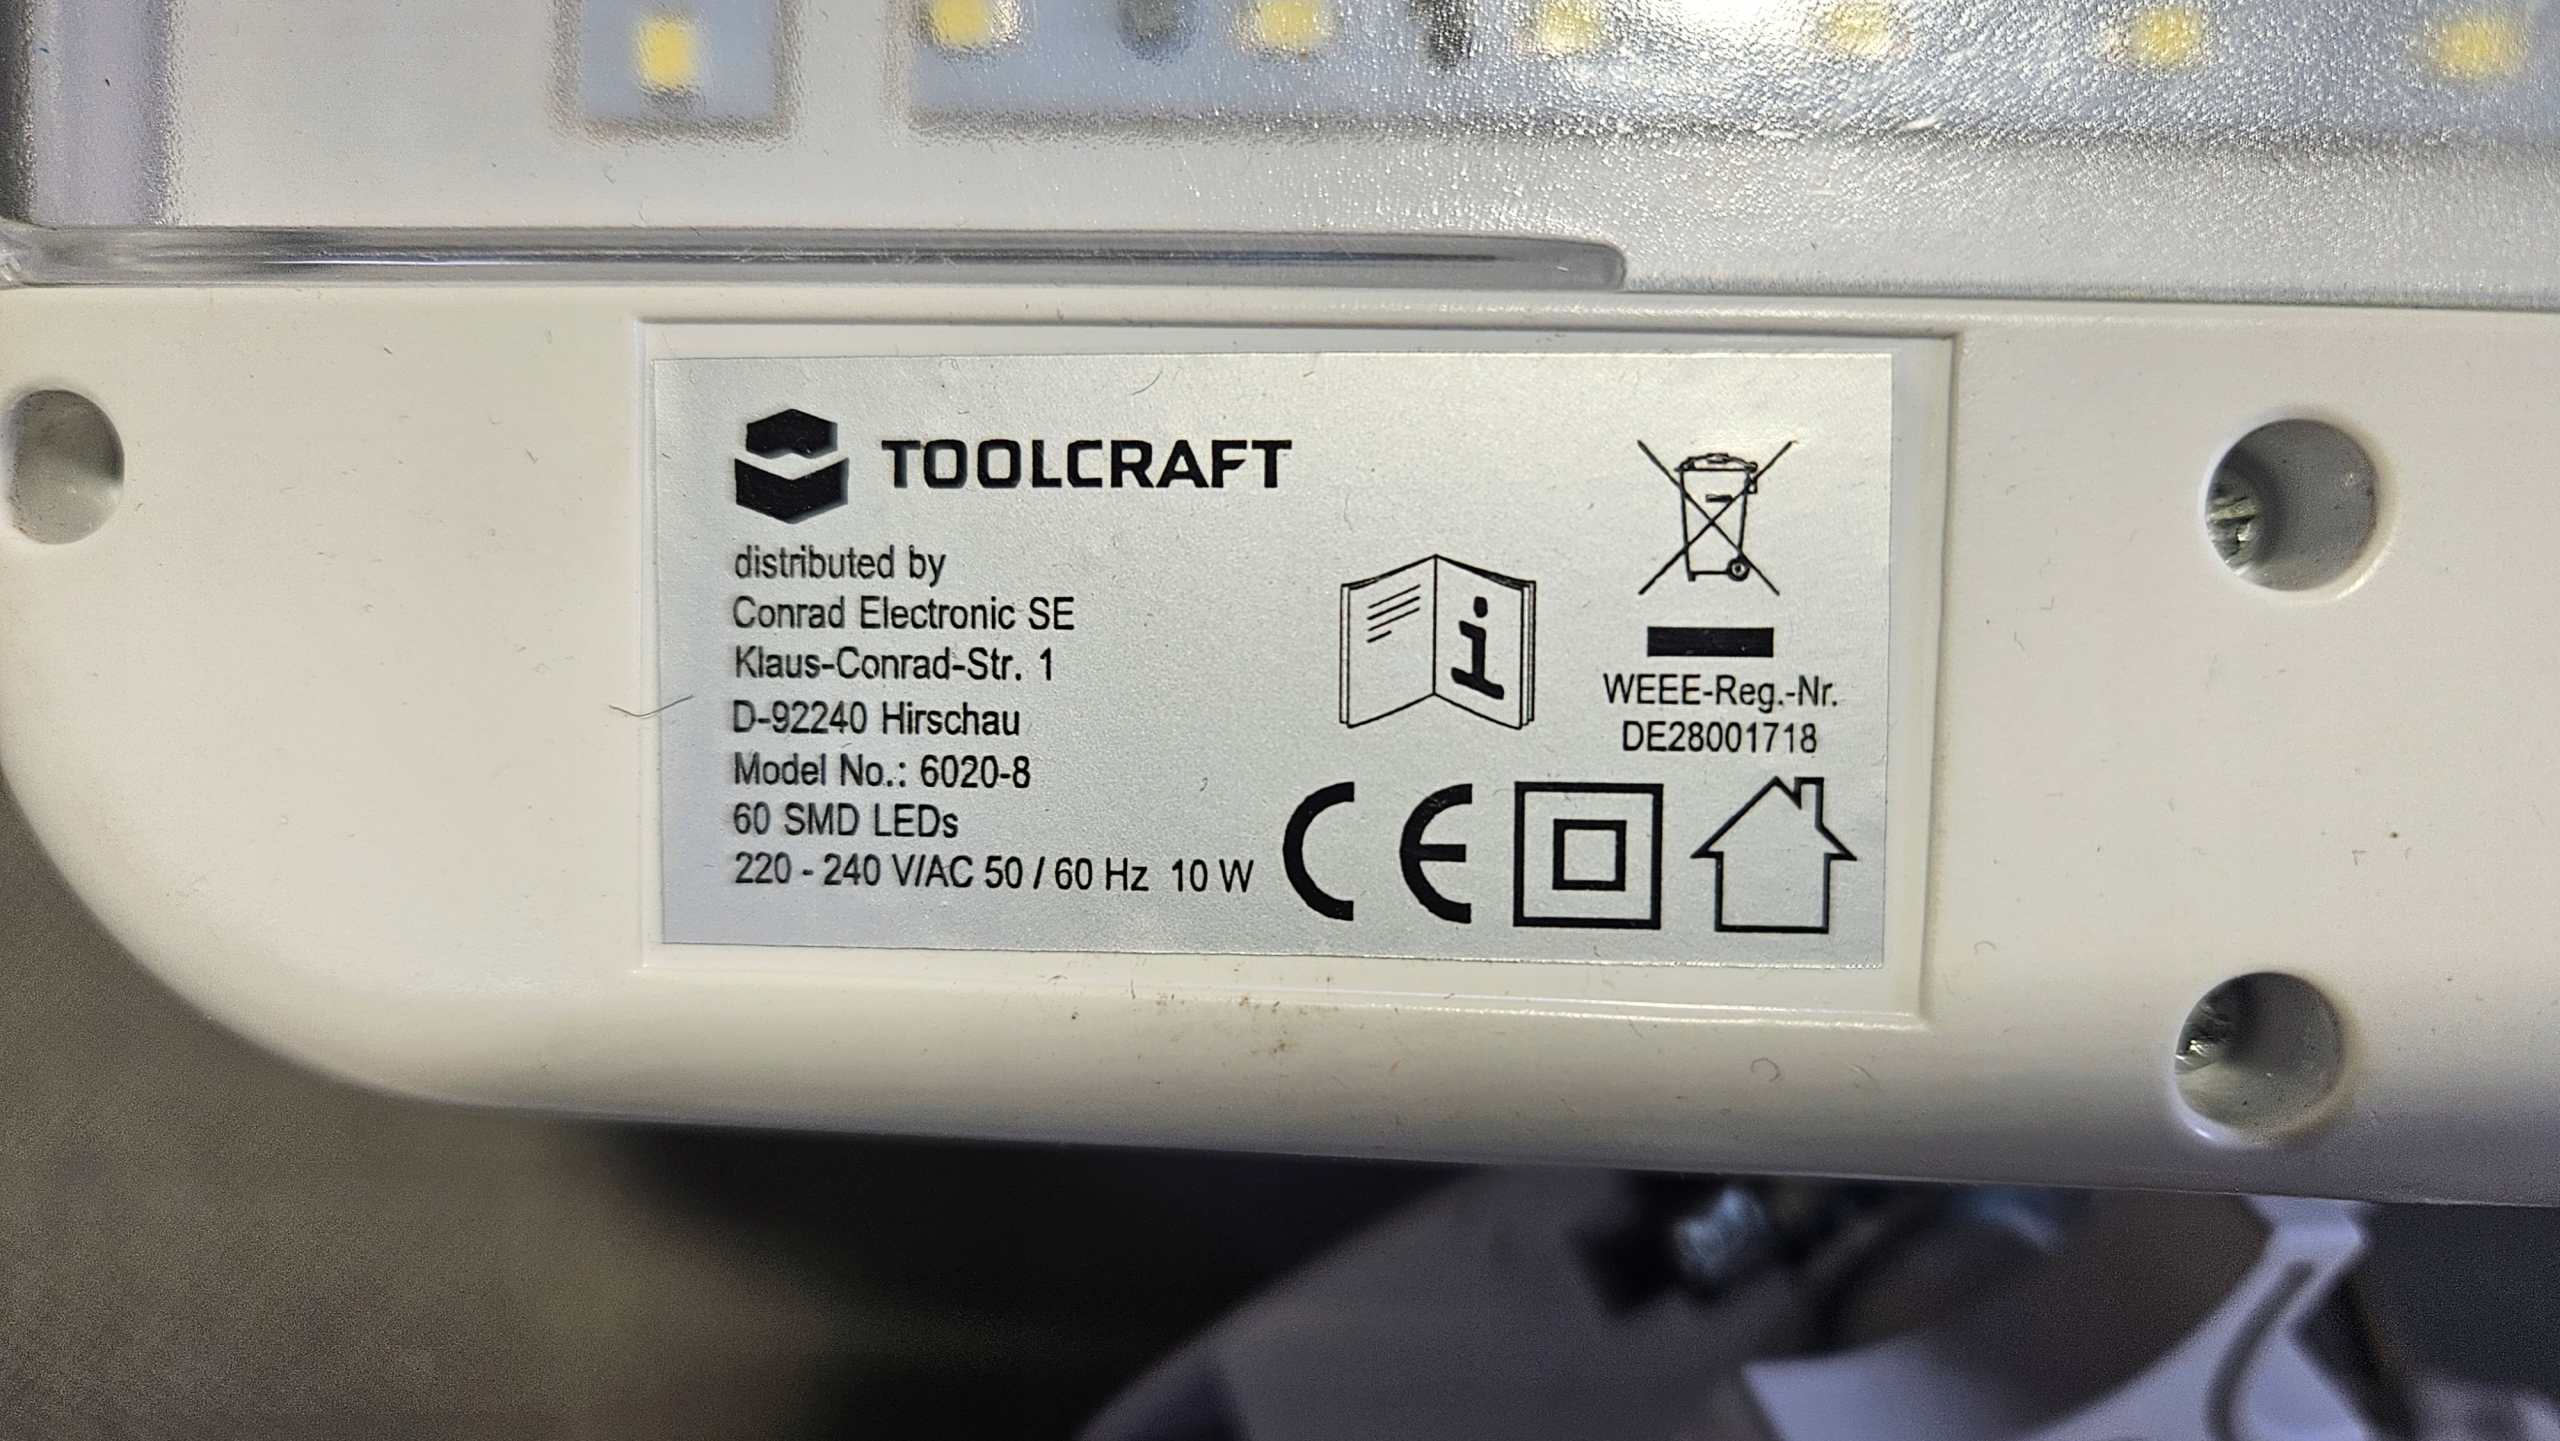 TOOLCRAFT
distributed by
Conrad Electronic SE
Klaus-Conrad-Str. 1
D-92240 Hirschau
Model No.: 6020-8
60 SMD LEDs
220 - 240 V/AC 50 / 60 Hz 10 W
i
WEEE-Reg.-Nr.
DE28001718
CE